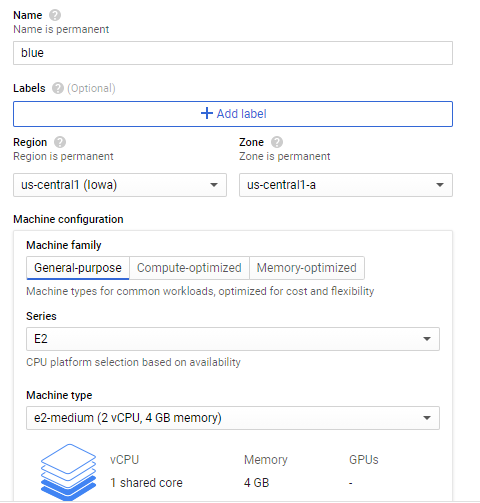 Name ?
Name is permanent
blue
Labels ? (Optional)
+ Add label
Region ? Zone ?
Region is permanent Zone is permanent
us-central1 (Iowa) us-central1-a
Machine configuration
Machine family
General-purpose Compute-optimized Memory-optimized
Machine types for common workloads, optimized for cost and flexibility
Series
E2
CPU platform selection based on availability
Machine type
e2-medium (2 vCPU, 4 GB memory)
vCPU Memory GPUs
1 shared core 4 GB -